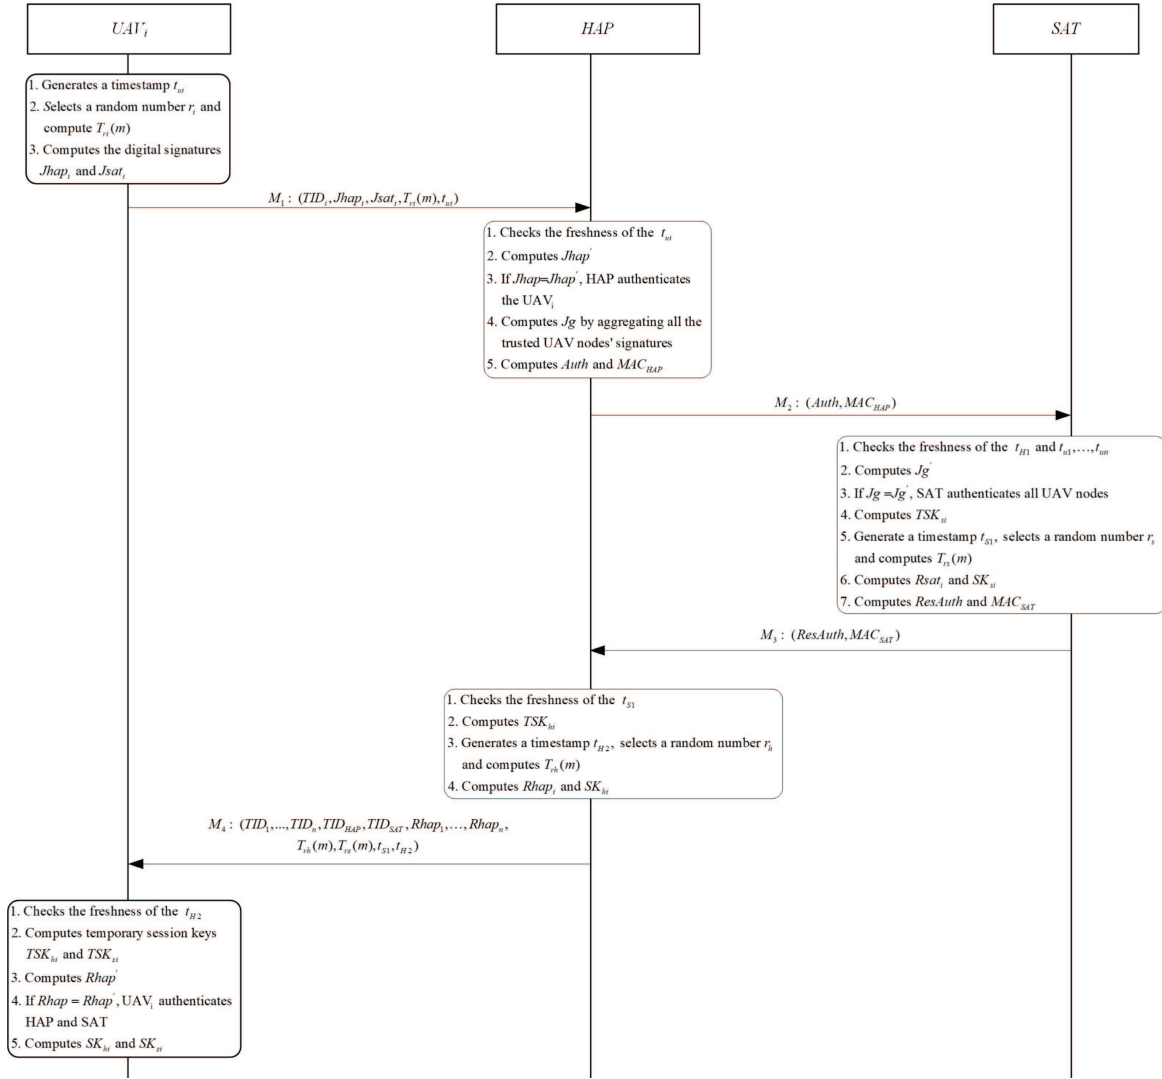 UAV_i
HAP
SAT
1. Generates a timestamp t_ui
2. Selects a random number r_i and
compute T_ri(m)
3. Computes the digital signatures
Jhap_i and Jsat_i
M_1 : (TID_i, Jhap_i, Jsat_i, T_ri(m), t_ui)
1. Checks the freshness of the t_ui
2. Computes Jhap'
3. If Jhap=Jhap', HAP authenticates
the UAV_i
4. Computes Jg by aggregating all the
trusted UAV nodes' signatures
5. Computes Auth and MAC_HAP
M_2 : (Auth, MAC_HAP)
1. Checks the freshness of the t_H1 and t_u1,…,t_un
2. Computes Jg'
3. If Jg=Jg', SAT authenticates all UAV nodes
4. Computes TSK_si
5. Generate a timestamp t_S1, selects a random number r_s
and computes T_rs(m)
6. Computes Rsat_i and SK_si
7. Computes ResAuth and MAC_SAT
M_3 : (ResAuth, MAC_SAT)
1. Checks the freshness of the t_S1
2. Computes TSK_hi
3. Generates a timestamp t_H2, selects a random number r_h
and computes T_rh(m)
4. Computes Rhap_i and SK_hi
M_4 : (TID_1,...,TID_n, TID_HAP, TID_SAT, Rhap_1,…, Rhap_n,
T_rh(m), T_rs(m), t_S1, t_H2)
1. Checks the freshness of the t_H2
2. Computes temporary session keys
TSK_hi and TSK_si
3. Computes Rhap'
4. If Rhap = Rhap', UAV_i authenticates
HAP and SAT
5. Computes SK_hi and SK_si